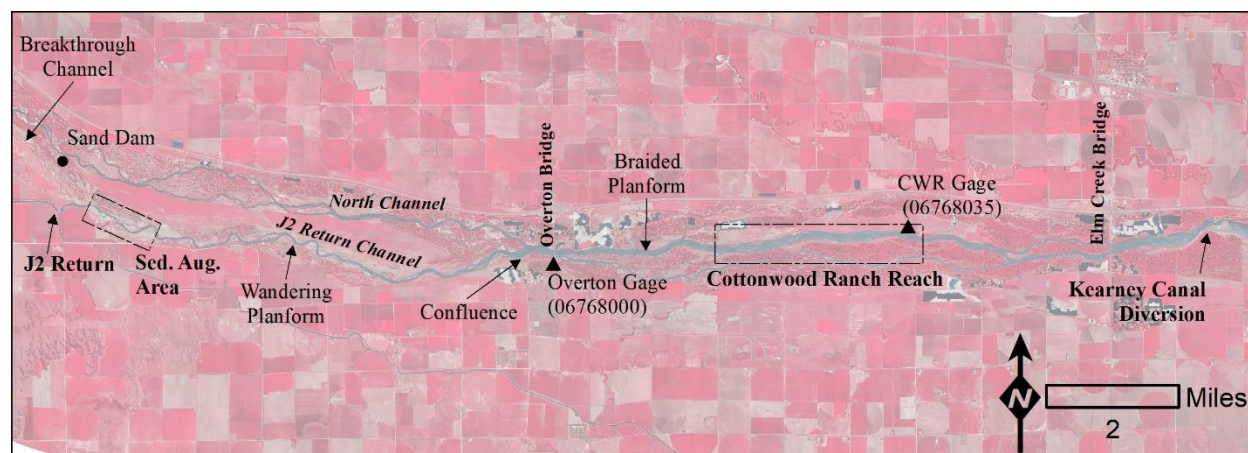 Breakthrough
Channel
Sand Dam
J2 Return
Sed. Aug.
Area
Wandering
Planform
North Channel
J2 Return Channel
Confluence
Overton Bridge
Overton Gage
(06768000)
Braided
Planform
CWR Gage
(06768035)
Cottonwood Ranch Reach
Elm Creek Bridge
Kearney Canal
Diversion
N
Miles
2